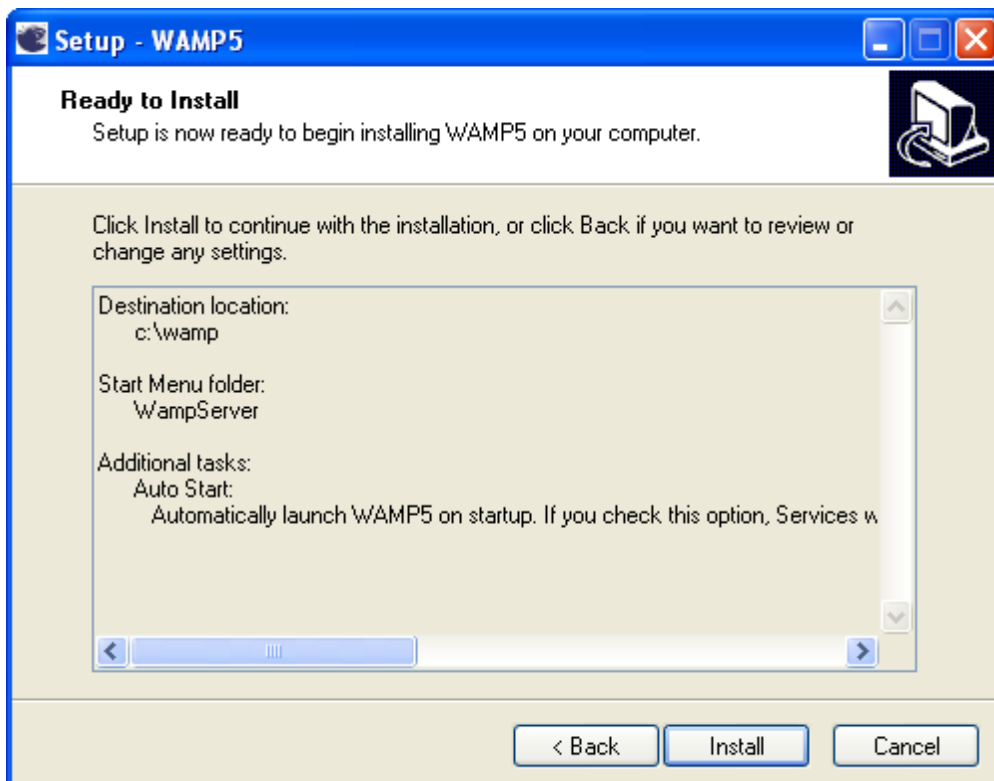 Setup - WAMP5
Ready to Install
Setup is now ready to begin installing WAMP5 on your computer.
Click Install to continue with the installation, or click Back if you want to review or
change any settings.
Destination location:
c:\wamp
Start Menu folder:
WampServer
Additional tasks:
Auto Start:
Automatically launch WAMP5 on startup. If you check this option, Services w
< Back
Install
Cancel